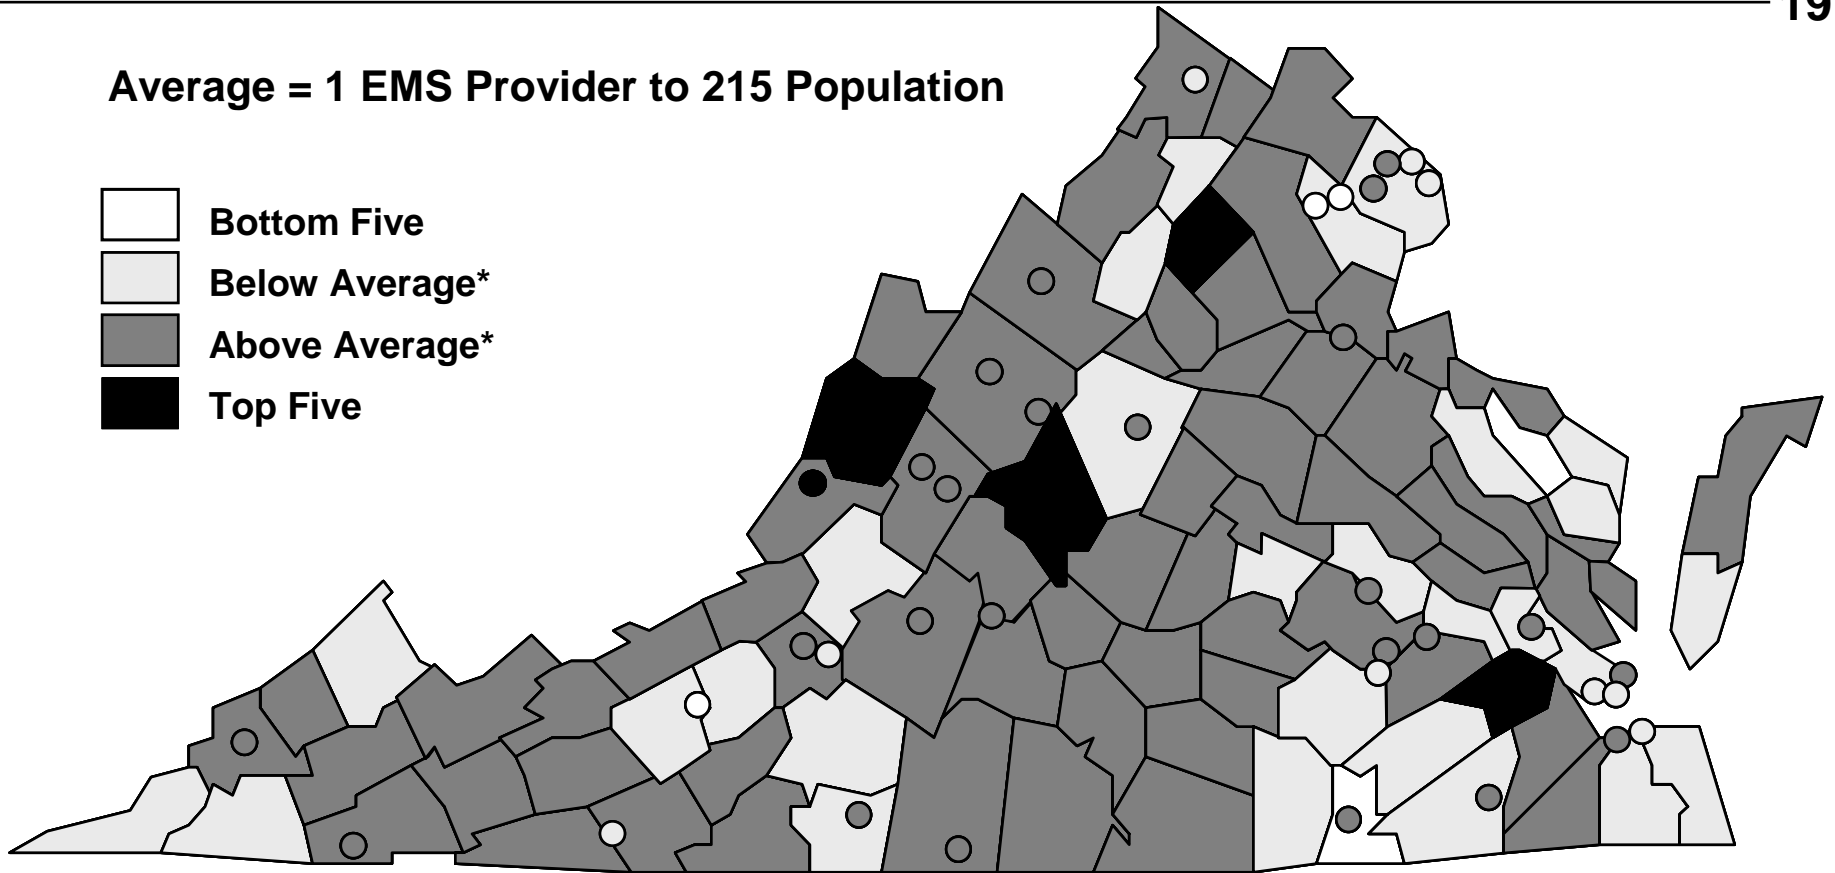 19
Average = 1 EMS Provider to 215 Population
Bottom Five
Below Average*
Above Average*
Top Five